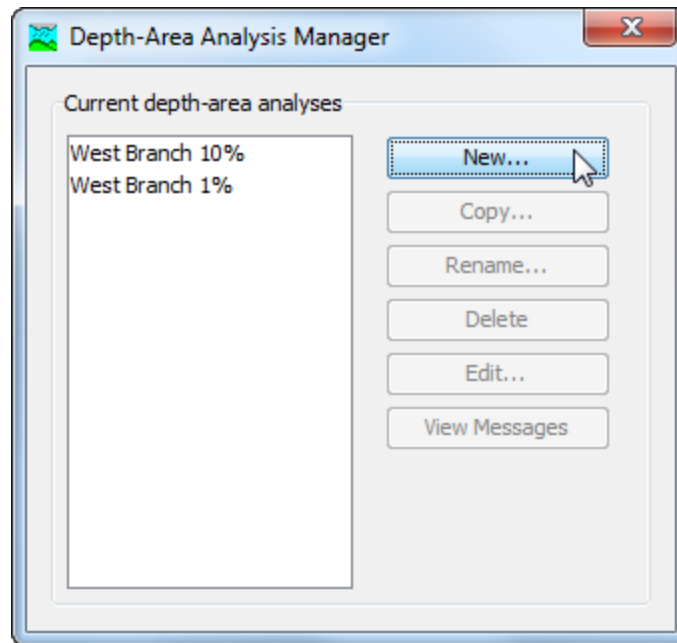 Depth-Area Analysis Manager
Current depth-area analyses
West Branch 10%
West Branch 1%
New...
Copy...
Rename...
Delete
Edit...
View Messages